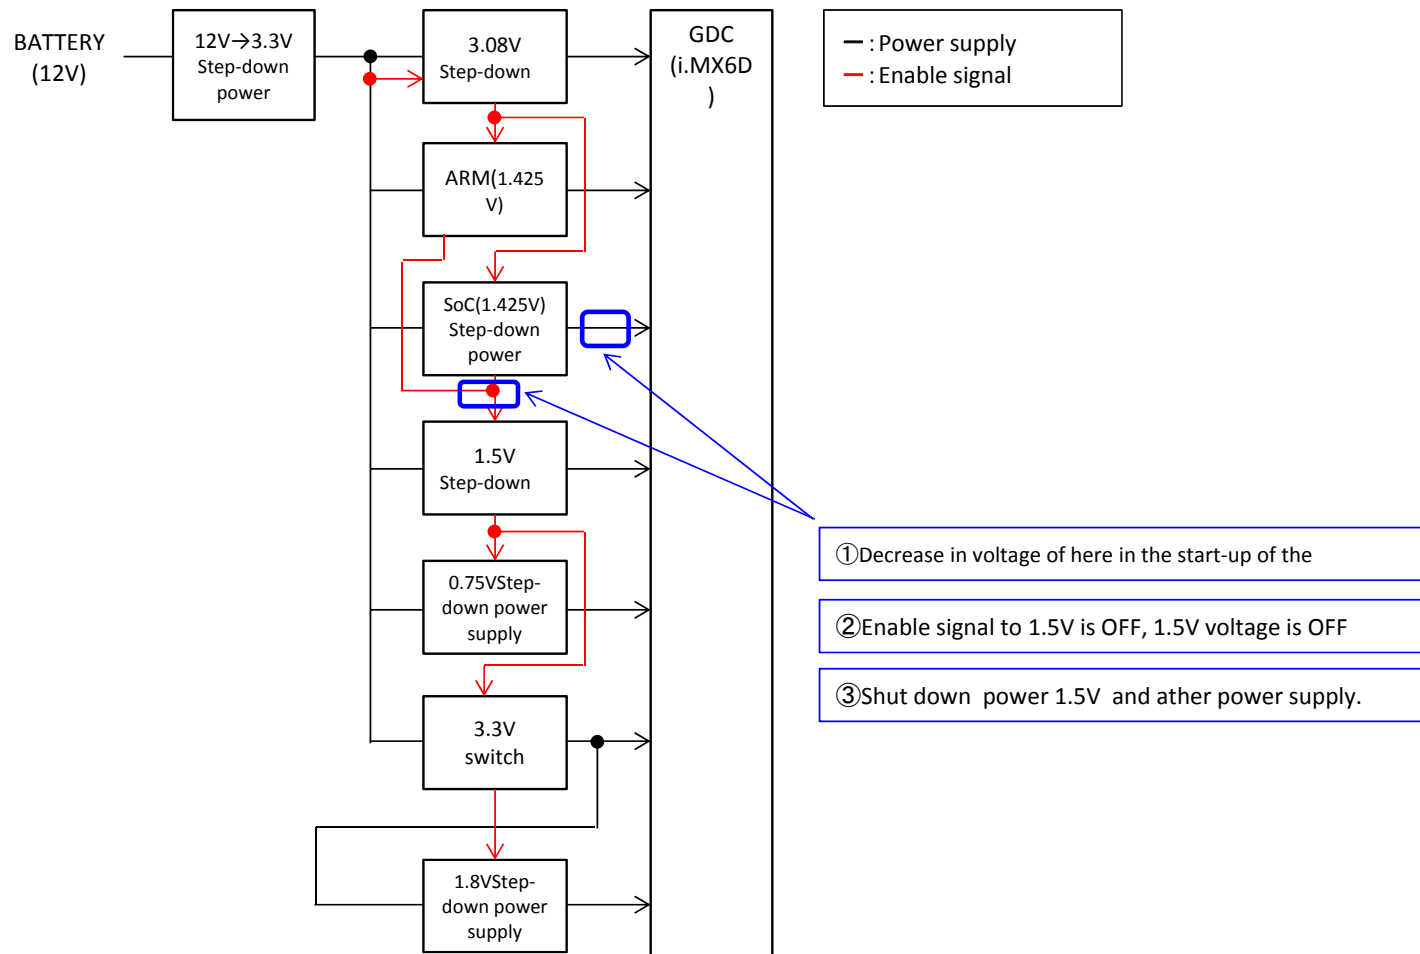 BATTERY
(12V)
12V→3.3V
Step-down
power
3.08V
Step-down
GDC
(i.MX6D
)
ー : Power supply
ー : Enable signal
ARM(1.425
V)
SoC(1.425V)
Step-down
power
1.5V
Step-down
①Decrease in voltage of here in the start-up of the
0.75VStep-
down power
supply
②Enable signal to 1.5V is OFF, 1.5V voltage is OFF
③Shut down power 1.5V and ather power supply.
3.3V
switch
1.8VStep-
down power
supply